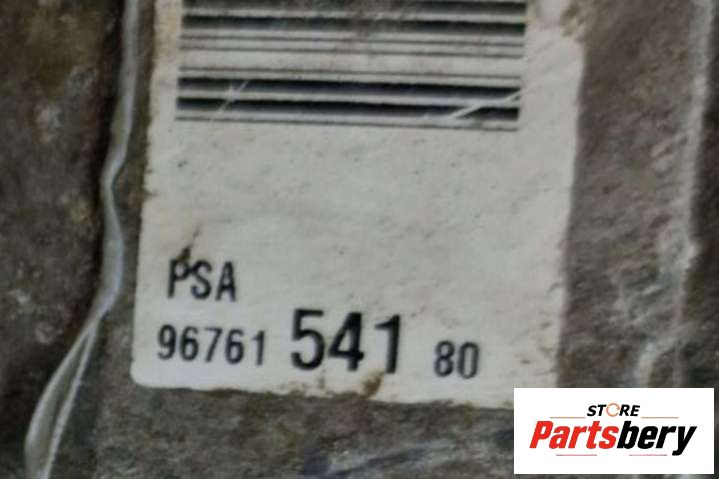 PSA
96761 541 80
STORE
Partsbery